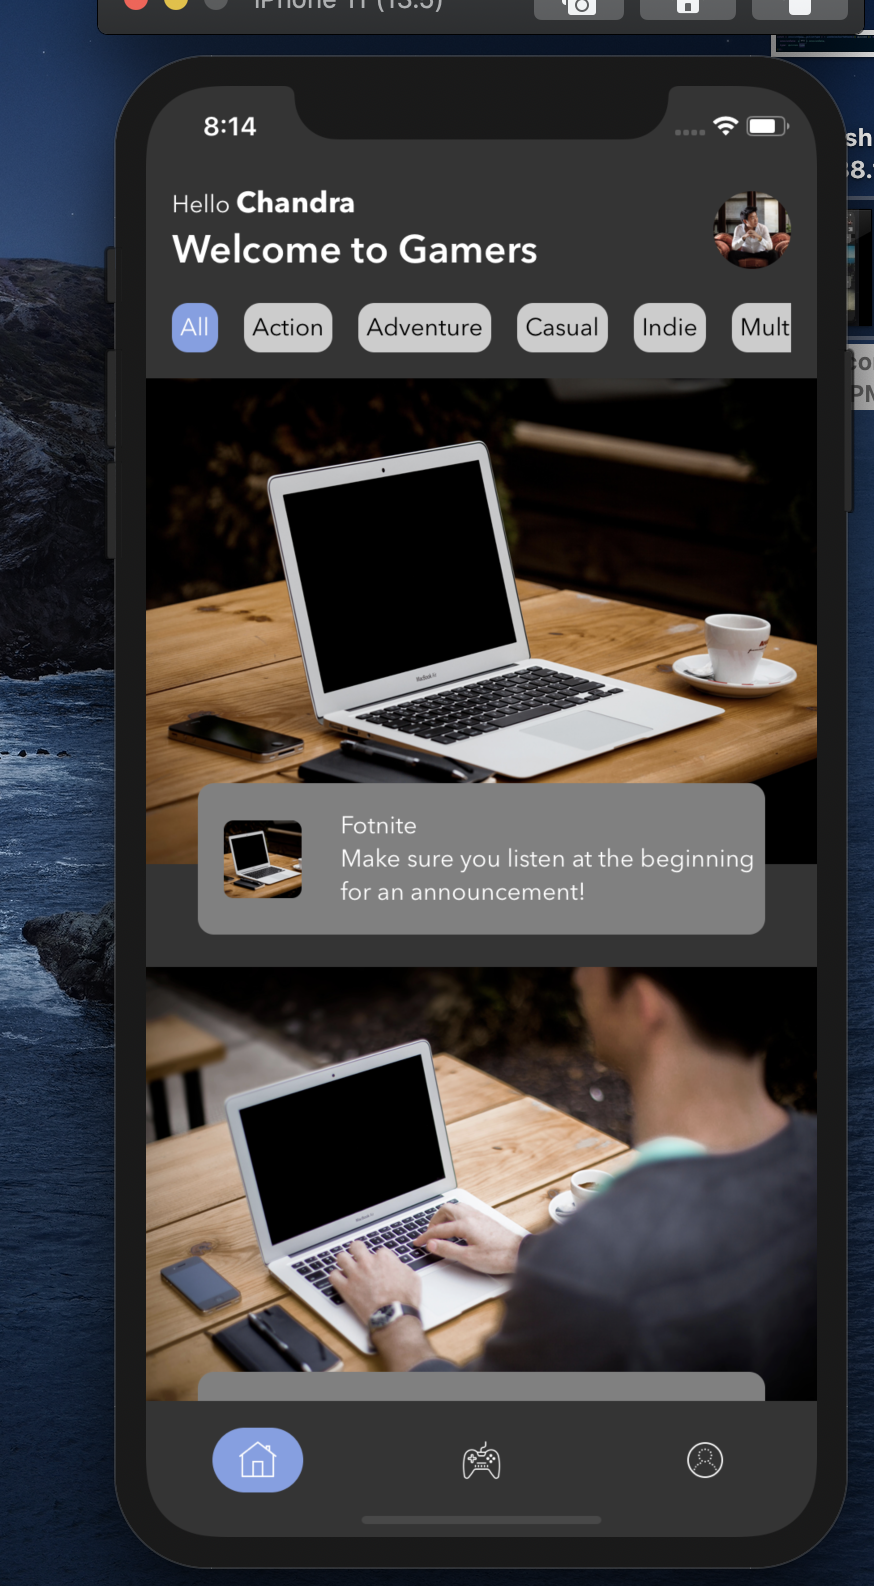 iPhone 11 (13.5)
8:14
Hello Chandra
Welcome to Gamers
All Action Adventure Casual Indie Mult
Fotnite
Make sure you listen at the beginning
for an announcement!